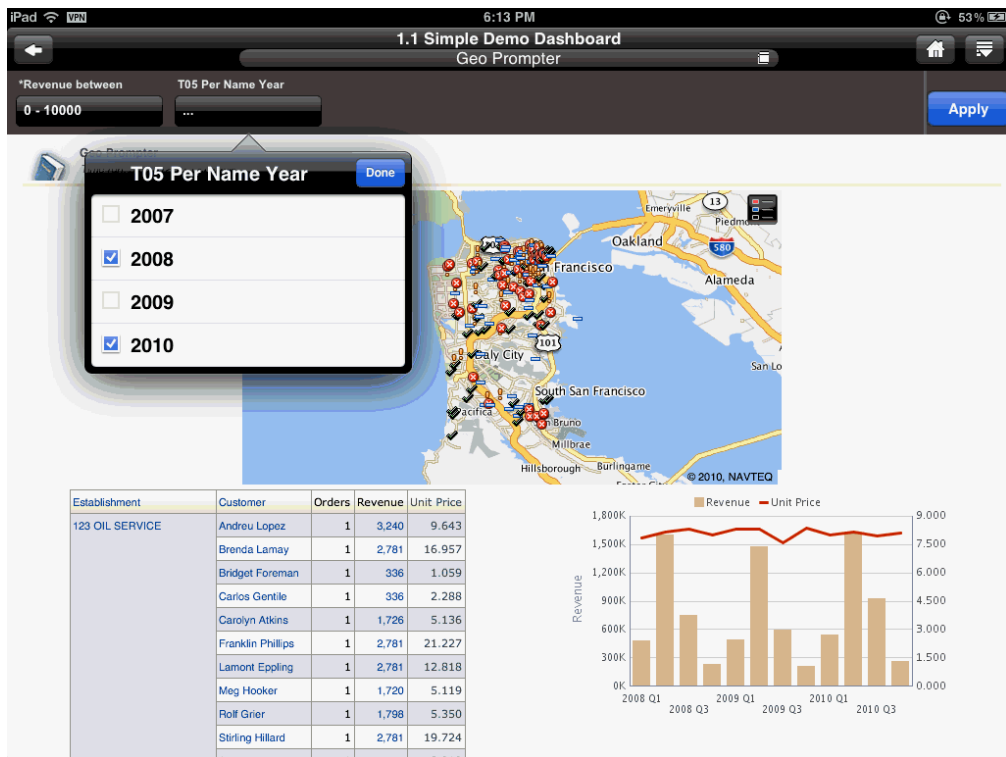 iPad VPN 6:13 PM 53%
1.1 Simple Demo Dashboard
Geo Prompter
*Revenue between T05 Per Name Year
0 - 10000 ... Apply
Geo Prompter
T05 Per Name Year Done
2007
2008
2009
2010
Emeryville 13
Piedm
Oakland 580
Francisco
Alameda
101
Daly City
San Lo
South San Francisco
Pacifica
Bruno
Millbrae
Hillsborough Burlingame
© 2010, NAVTEQ
Establishment Customer Orders Revenue Unit Price
123 OIL SERVICE Andreu Lopez 1 3,240 9.643
Brenda Lamay 1 2,781 16.957
Bridget Foreman 1 336 1.059
Carlos Gentile 1 336 2.288
Carolyn Atkins 1 1,726 5.136
Franklin Phillips 1 2,781 21.227
Lamont Eppling 1 2,781 12.818
Meg Hooker 1 1,720 5.119
Rolf Grier 1 1,798 5.350
Stirling Hillard 1 2,781 19.724
Revenue Unit Price
1,800K 9.000
1,500K 7.500
1,200K 6.000
900K 4.500
600K 3.000
300K 1.500
0K 0.000
Revenue
2008 Q1 2009 Q1 2010 Q1
2008 Q3 2009 Q3 2010 Q3